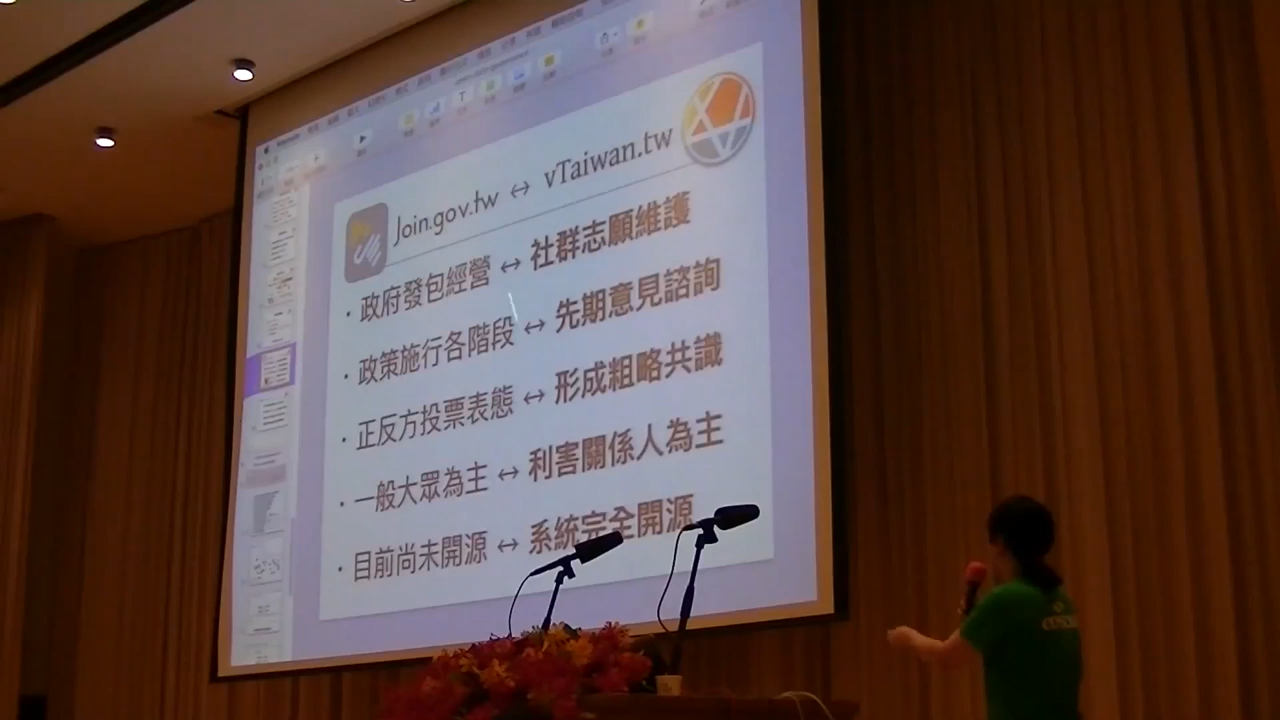 Join.gov.tw ↔ vTaiwan.tw
• 政府發包經營 ↔ 社群志願維護
• 政策施行各階段 ↔ 先期意見諮詢
• 正反方投票表態 ↔ 形成粗略共識
• 一般大眾為主 ↔ 利害關係人為主
• 目前尚未開源 ↔ 系統完全開源